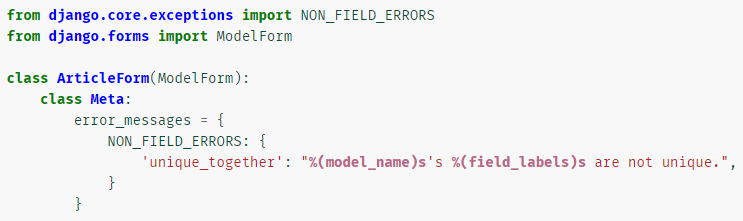 from django.core.exceptions import NON_FIELD_ERRORS
from django.forms import ModelForm

class ArticleForm(ModelForm):
    class Meta:
        error_messages = {
            NON_FIELD_ERRORS: {
                'unique_together': "%(model_name)s's %(field_labels)s are not unique.",
            }
        }